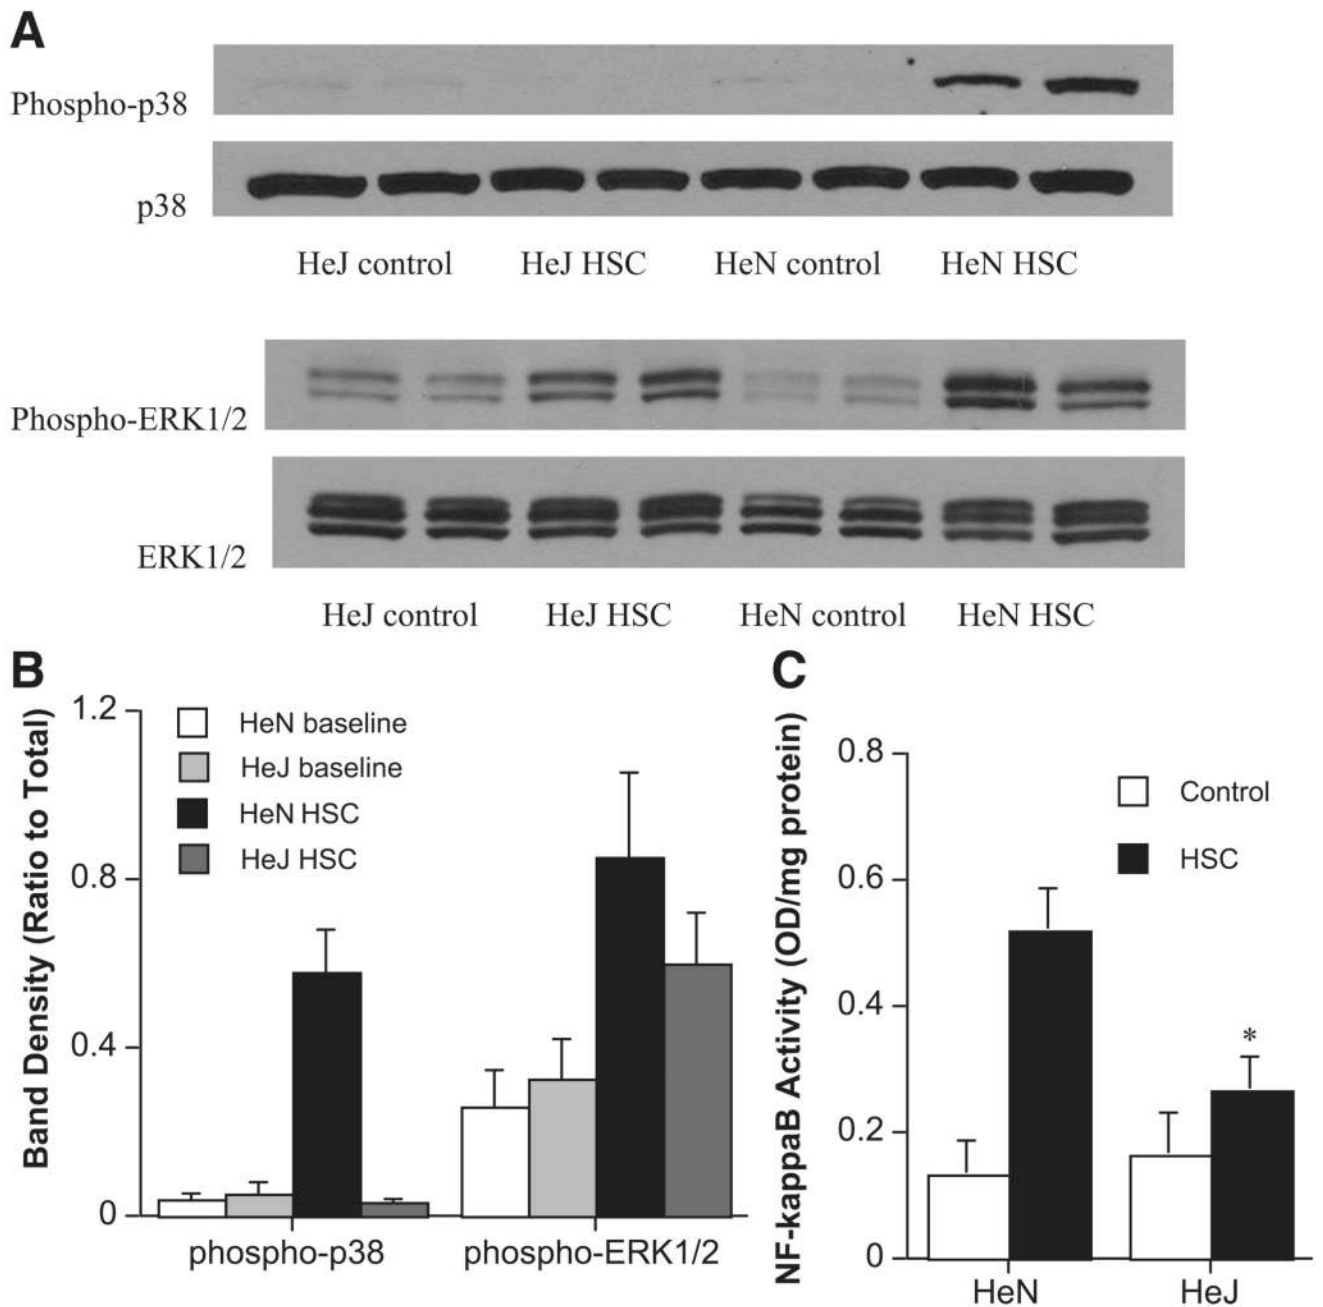 A
Phospho-p38
p38
HeJ control HeJ HSC HeN control HeN HSC
Phospho-ERK1/2
ERK1/2
HeJ control HeJ HSC HeN control HeN HSC
B
Band Density (Ratio to Total)
1.2
0.8
0.4
0
HeN baseline
HeJ baseline
HeN HSC
HeJ HSC
phospho-p38 phospho-ERK1/2
C
NF-kappaB Activity (OD/mg protein)
0.8
0.6
0.4
0.2
0
Control
HSC
*
HeN HeJ